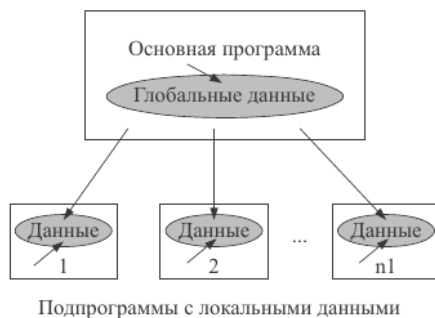 Основная программа
Глобальные данные
Данные Данные ... Данные
1 2 n1
Подпрограммы с локальными данными